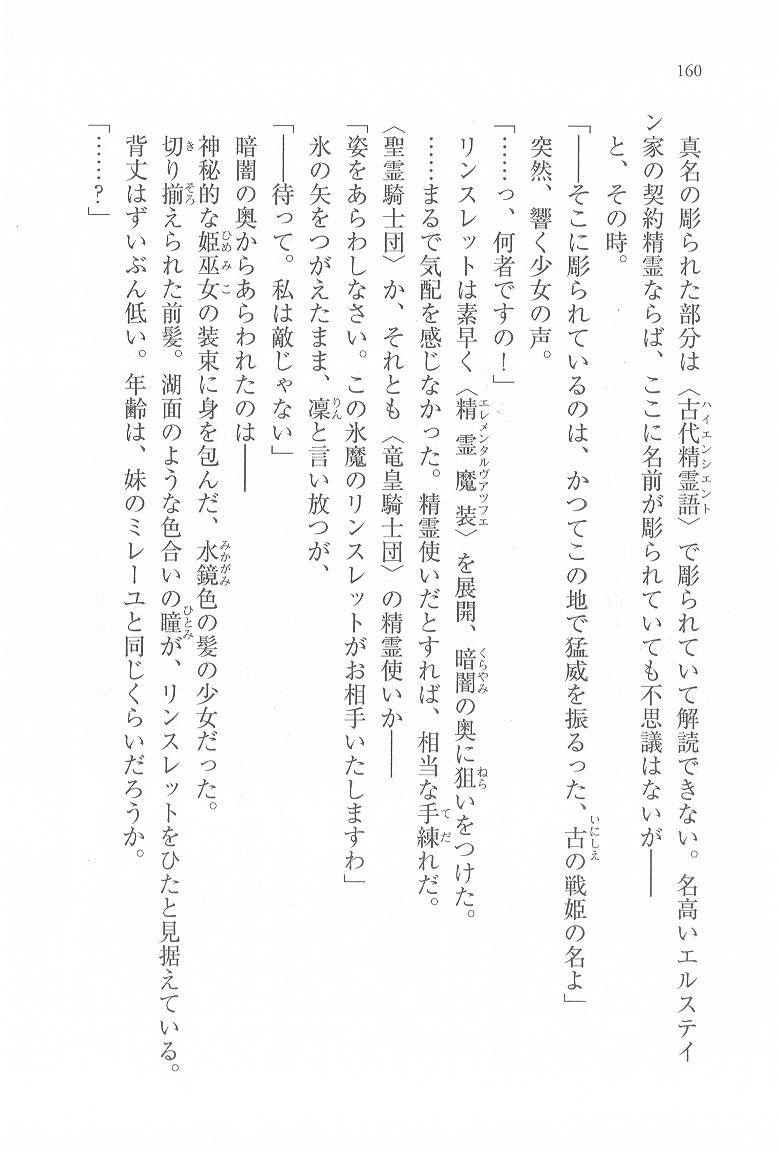 160
真名の彫られた部分は〈古代精霊語〉で彫られていて解読できない。名高いエルステイ
ン家の契約精霊ならば、ここに名前が彫られていても不思議はないが――
と、その時。
「――そこに彫られているのは、かつてこの地で猛威を振るった、古の戦姫の名よ」
突然、響く少女の声。
「……っ、何者ですの！」
リンスレットは素早く〈精霊魔装〉を展開、暗闇の奥に狙いをつけた。
……まるで気配を感じなかった。精霊使いだとすれば、相当な手練れだ。
〈聖霊騎士団〉か、それとも〈竜皇騎士団〉の精霊使いか――
「姿をあらわしなさい。この氷魔のリンスレットがお相手いたしますわ」
氷の矢をつがえたまま、凜と言い放つが、
「――待って。私は敵じゃない」
暗闇の奥からあらわれたのは――
神秘的な姫巫女の装束に身を包んだ、水鏡色の髪の少女だった。
切り揃えられた前髪。湖面のような色合いの瞳が、リンスレットをひたと見据えている。
背丈はずいぶん低い。年齢は、妹のミレーユと同じくらいだろうか。
「……？」